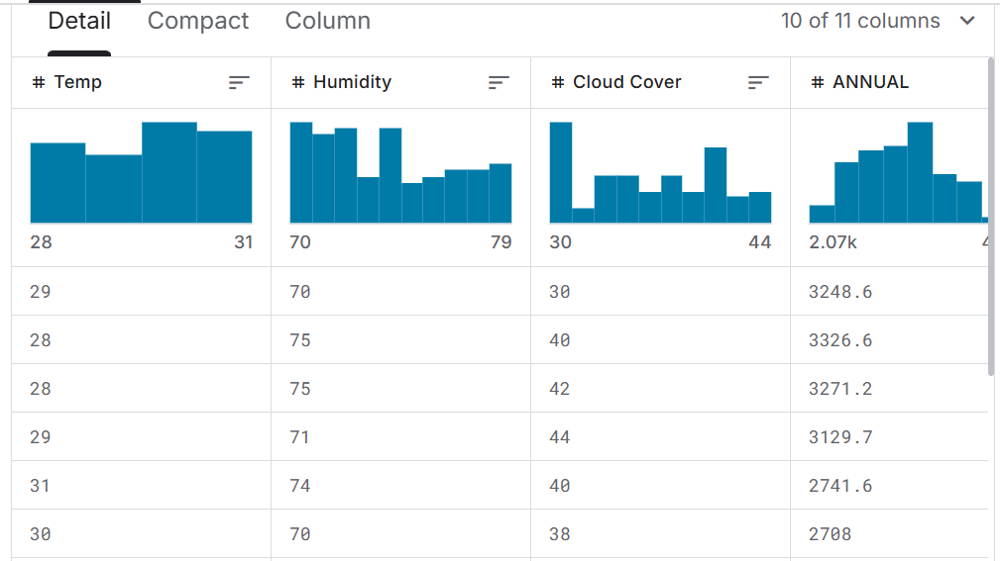 Detail Compact Column 10 of 11 columns
# Temp # Humidity # Cloud Cover # ANNUAL
28 31 70 79 30 44 2.07k
29 70 30 3248.6
28 75 40 3326.6
28 75 42 3271.2
29 71 44 3129.7
31 74 40 2741.6
30 70 38 2708